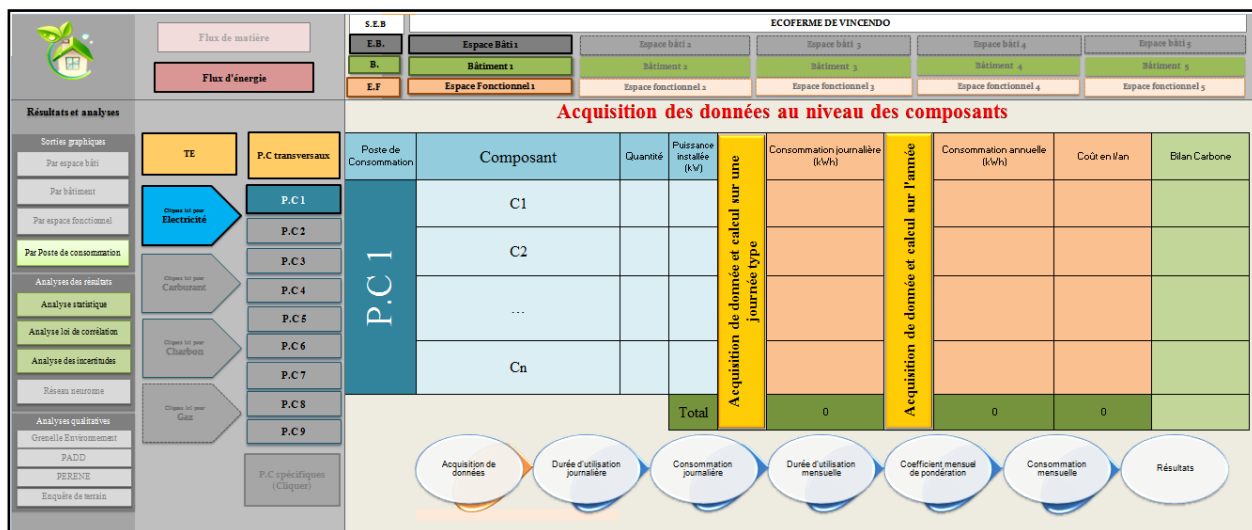 Flux de matière
Flux d'énergie
S.E.B
ECOFERME DE VINCENDO
E.B.
Espace Bâti 1
Espace bâti 2
Espace bâti 3
Espace bâti 4
Espace bâti 5
B.
Bâtiment 1
Bâtiment 2
Bâtiment 3
Bâtiment 4
Bâtiment 5
E.F
Espace Fonctionnel 1
Espace fonctionnel 2
Espace fonctionnel 3
Espace fonctionnel 4
Espace fonctionnel 5
Résultats et analyses
Sorties graphiques
Par espace bâti
Par bâtiment
Par espace fonctionnel
Par Poste de consommation
Analyses des résultats
Analyse statistique
Analyse loi de corrélation
Analyse des incertitudes
Réseau neurone
Analyses qualitatives
Grenelle Environnement
PADD
PERENE
Enquête de terrain
TE
Cliquez ici pour
Electricité
Cliquez ici pour
Carburant
Cliquez ici pour
Charbon
Cliquez ici pour
Gaz
P.C transversaux
P.C 1
P.C 2
P.C 3
P.C 4
P.C 5
P.C 6
P.C 7
P.C 8
P.C 9
P.C spécifiques
(Cliquer)
Acquisition des données au niveau des composants
Poste de
Consommation
Composant
Quantité
Puissance
installée
(kW)
Acquisition de donnée et calcul sur une
journée type
Consommation journalière
(kWh)
Acquisition de donnée et calcul sur l'année
Consommation annuelle
(kWh)
Coût en l/an
Bilan Carbone
P.C 1
C1
C2
...
Cn
Total
0
0
0
Acquisition de
données
Durée d'utilisation
journalière
Consommation
journalière
Durée d'utilisation
mensuelle
Coefficient mensuel
de pondération
Consommation
mensuelle
Résultats